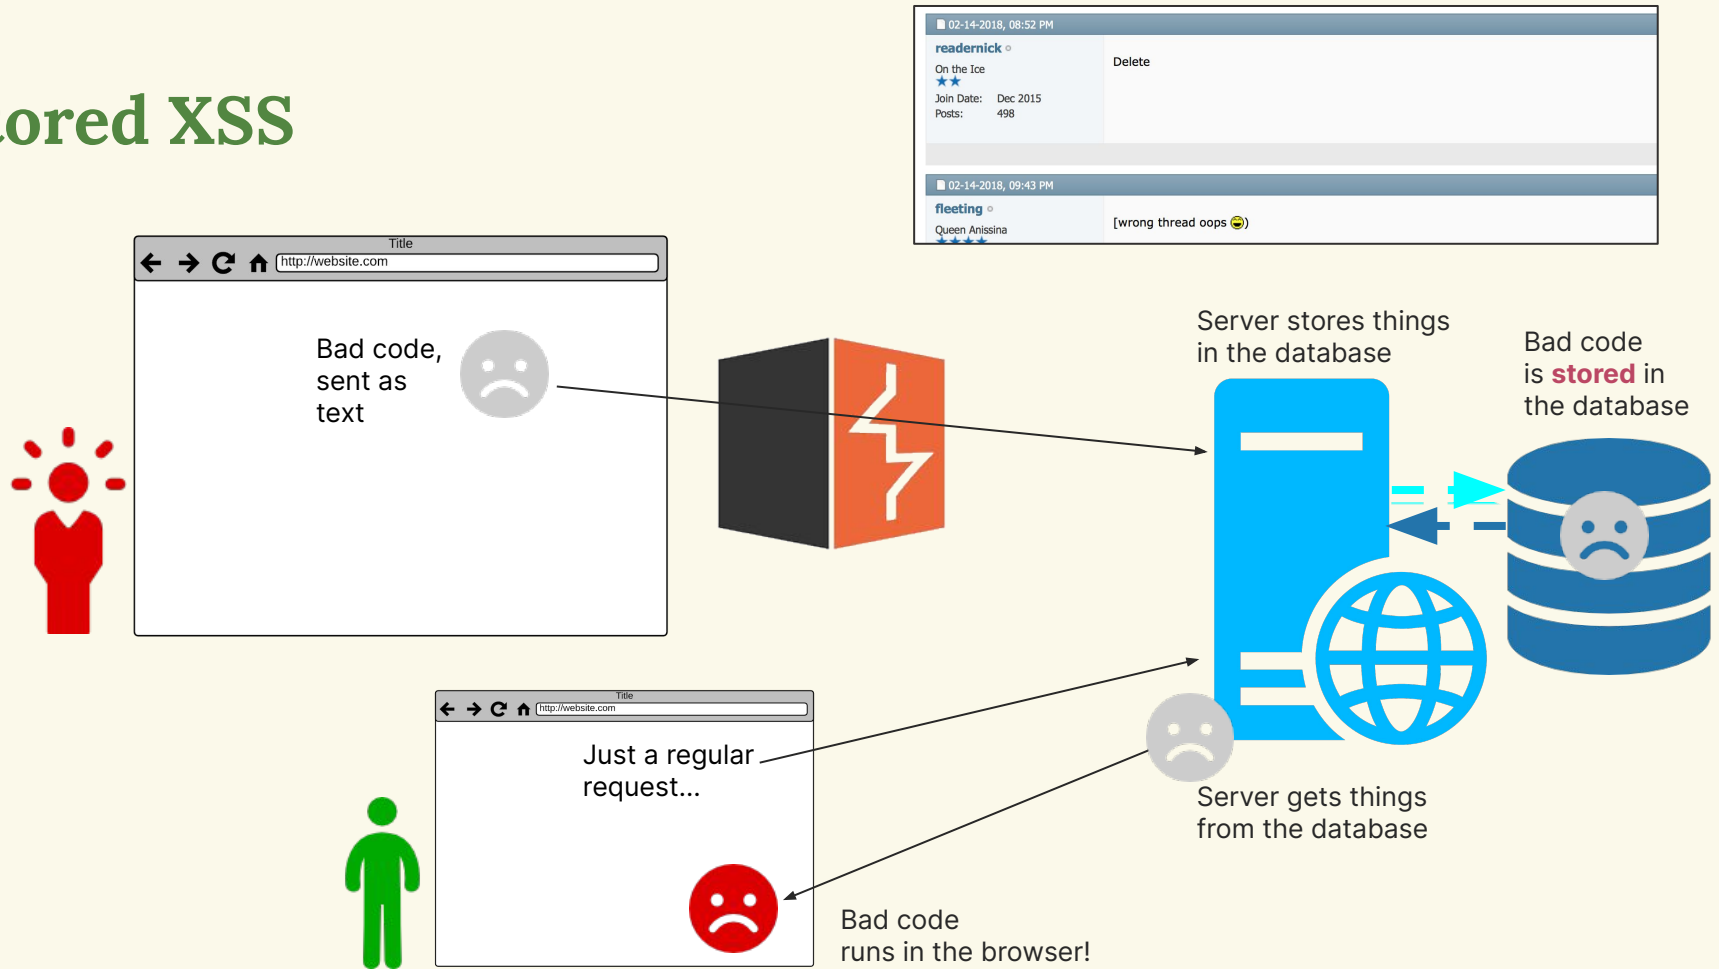 ored XSS
02-14-2018, 08:52 PM
readernick
On the Ice
Join Date: Dec 2015
Posts: 498
Delete
02-14-2018, 09:43 PM
fleeting
Queen Anissina
[wrong thread oops 😄)
Title
http://website.com
Bad code,
sent as
text
Server stores things
in the database
Bad code
is stored in
the database
Title
http://website.com
Just a regular
request...
Server gets things
from the database
Bad code
runs in the browser!